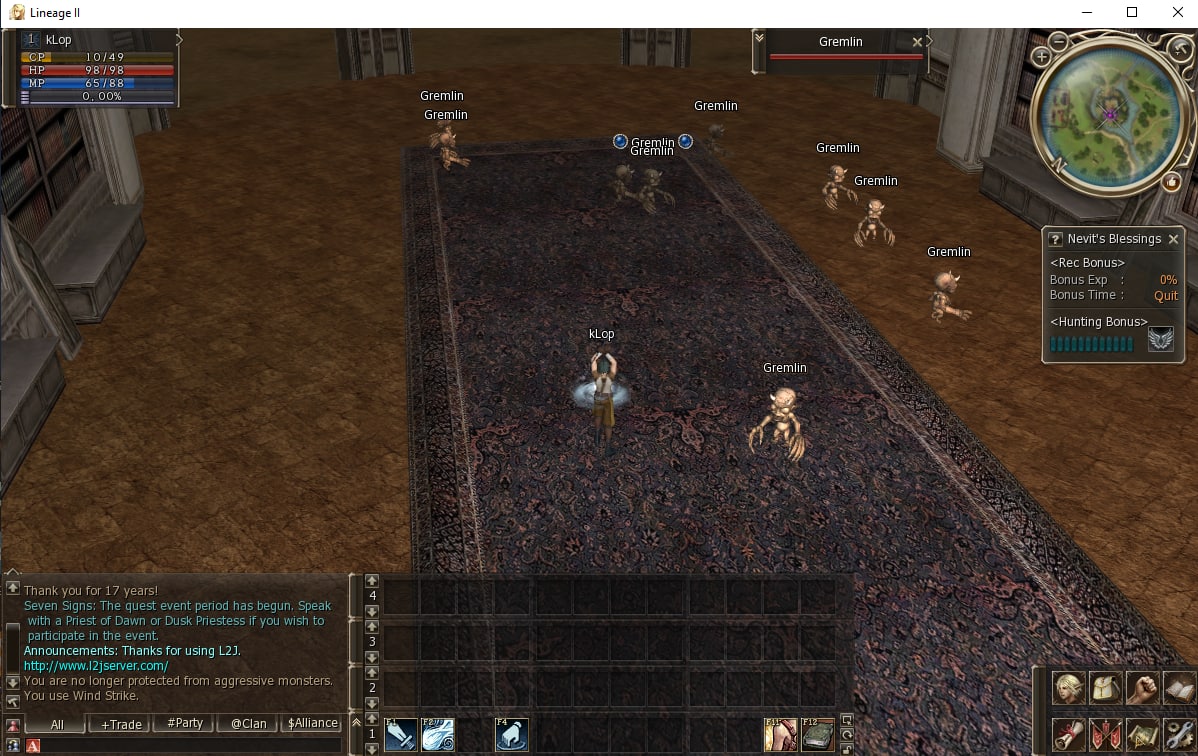 Lineage II
1 kLop
CP 10/49
HP 98/98
MP 65/88
0,00%
Gremlin
Gremlin
Gremlin
Gremlin
Gremlin
Gremlin
Gremlin
Gremlin
Gremlin
kLop
Gremlin
N
? Nevit's Blessings
<Rec Bonus>
Bonus Exp : 0%
Bonus Time : Quit
<Hunting Bonus>
Thank you for 17 years!
Seven Signs: The quest event period has begun. Speak
with a Priest of Dawn or Dusk Priestess if you wish to
participate in the event.
Announcements: Thanks for using L2J.
http://www.l2jserver.com/
You are no longer protected from aggressive monsters.
You use Wind Strike.
All +Trade #Party @Clan $Alliance
A
4
3
2
1
F1 F2 F4 F11 F12